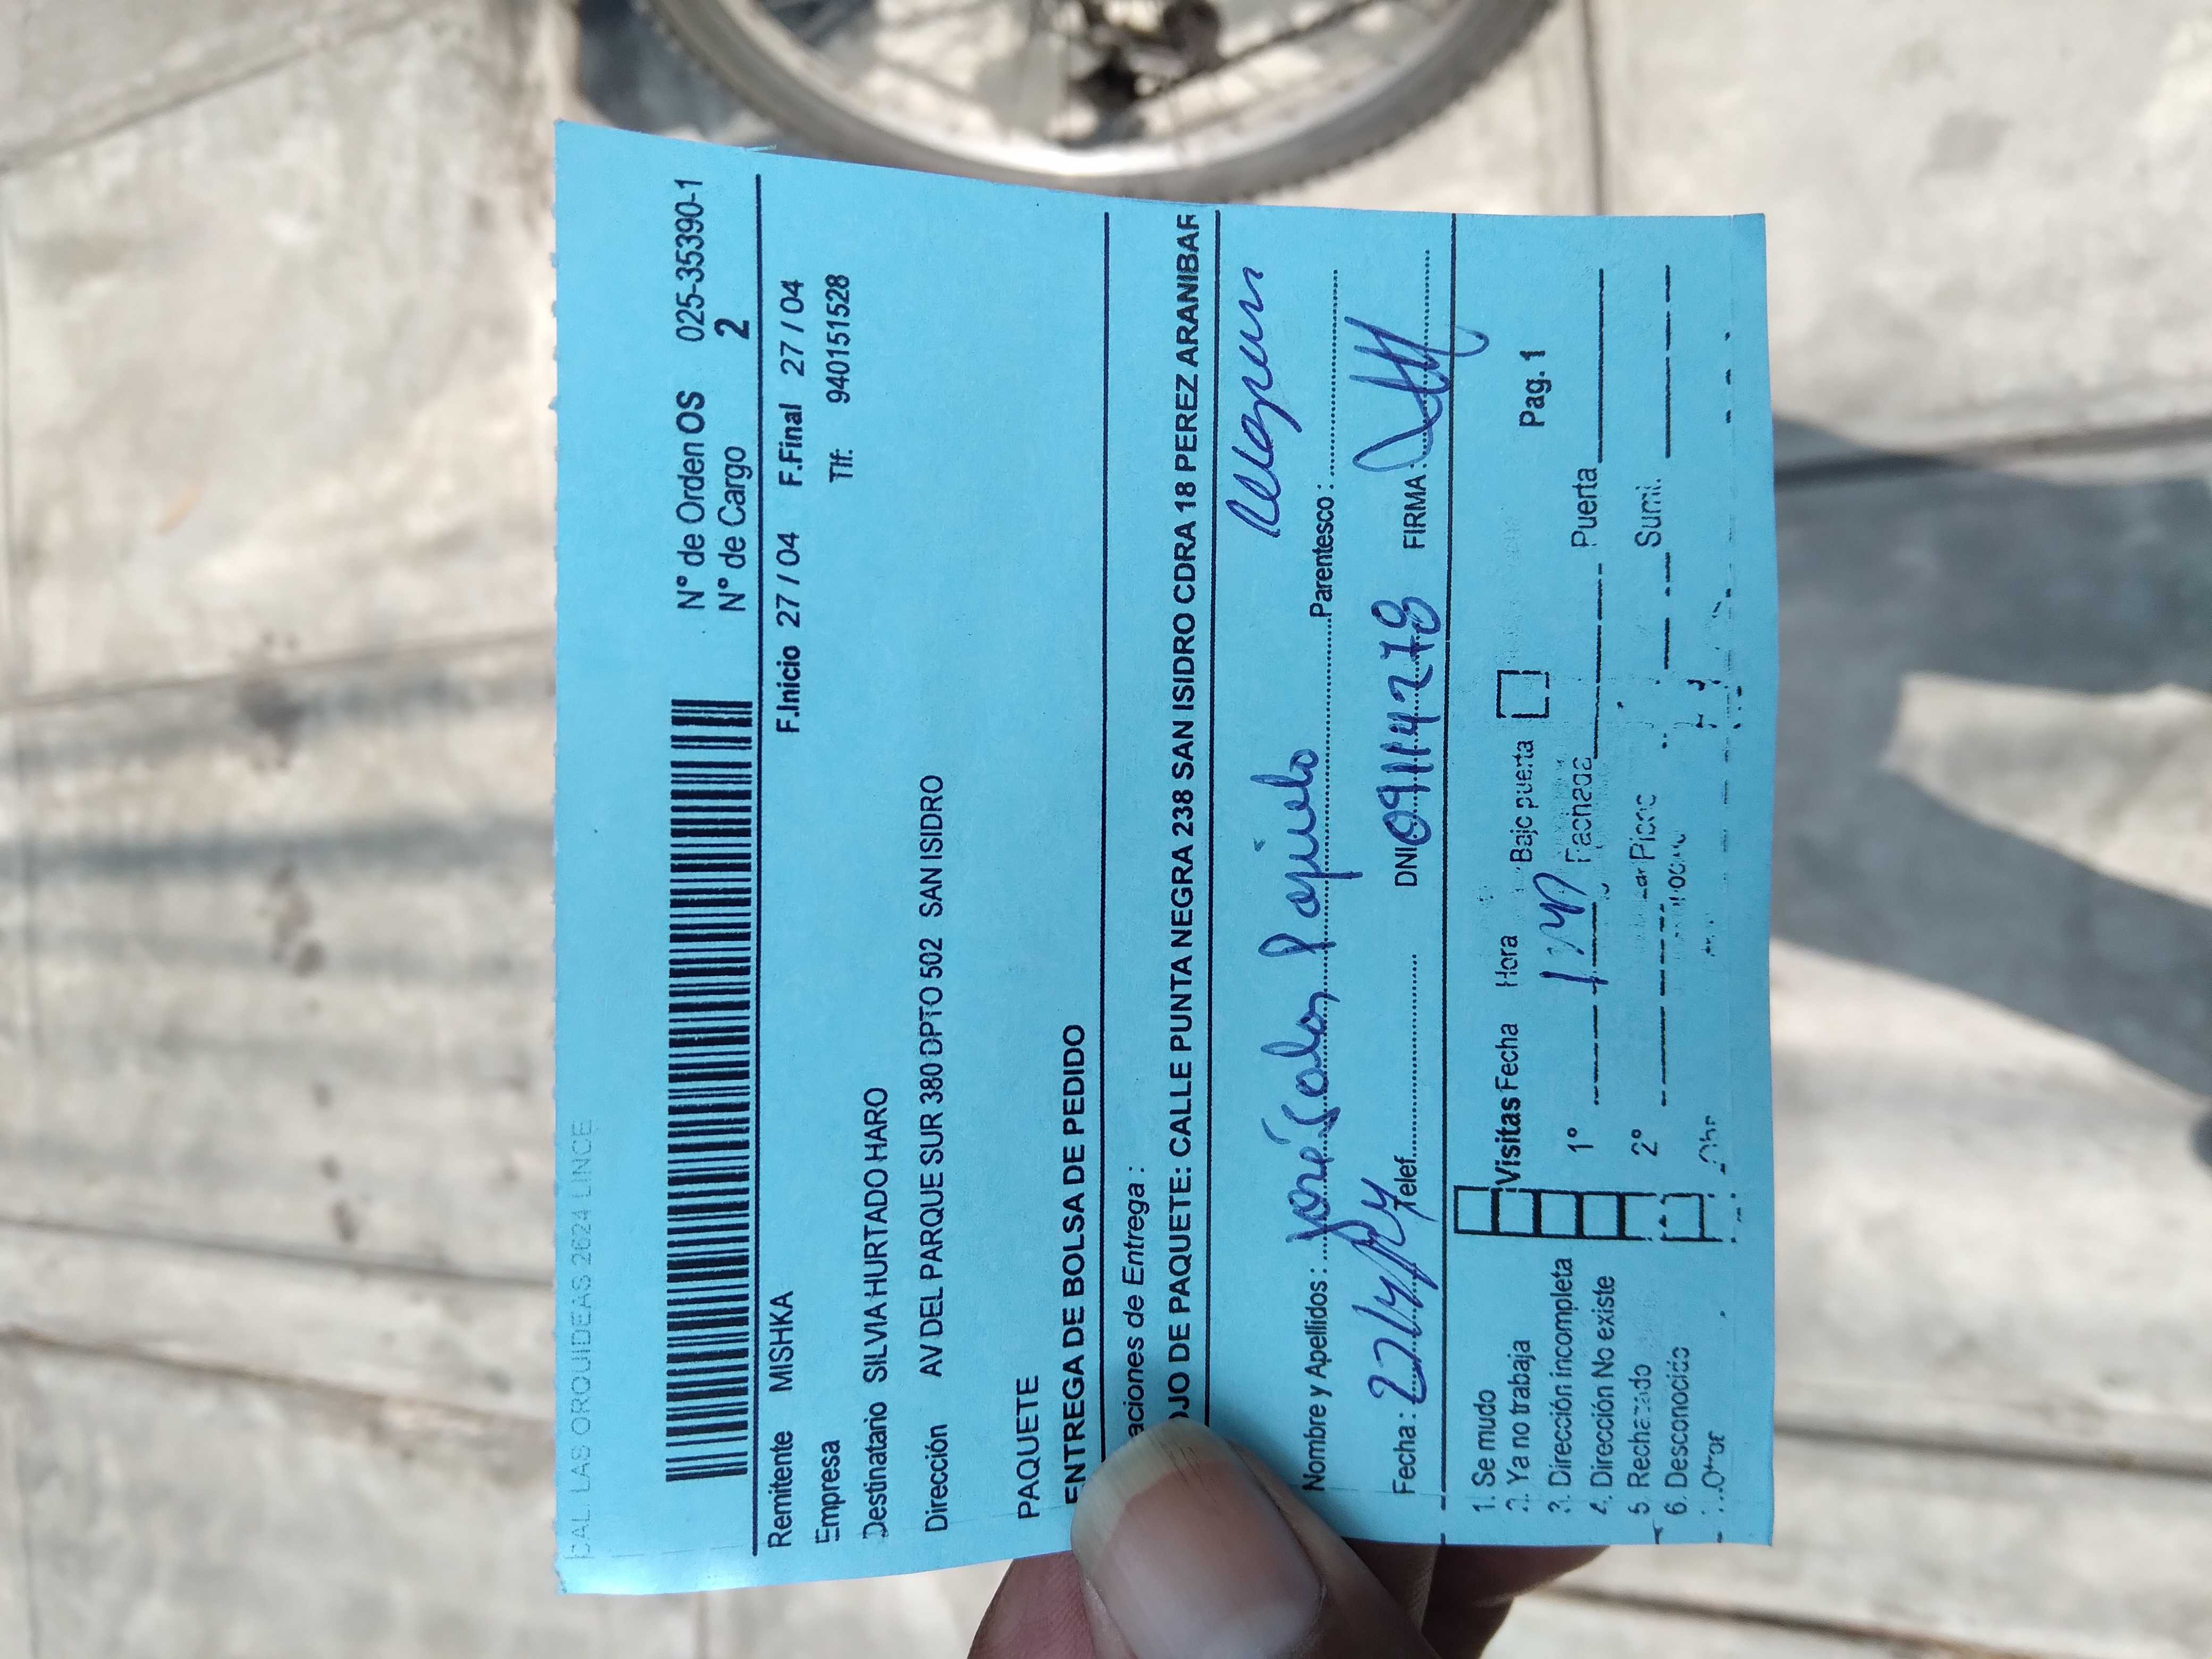 CAL. LAS ORQUIDEAS 2624 LINCE
N° de Orden OS 025-35390-1
N° de Cargo 2
F.Inicio 27 / 04 F.Final 27 / 04
Remitente MISHKA
Empresa Tlf. 940151528
Destinatario SILVIA HURTADO HARO
Dirección AV DEL PARQUE SUR 380 DPTO 502 SAN ISIDRO
PAQUETE
ENTREGA DE BOLSA DE PEDIDO
aciones de Entrega :
OJO DE PAQUETE: CALLE PUNTA NEGRA 238 SAN ISIDRO CDRA 18 PEREZ ARANIBAR
Nombre y Apellidos : José Parentesco :
Fecha : Telef. DNI 09114278 FIRMA :
1. Se mudo
2. Ya no trabaja
3. Dirección incompleta
4. Dirección No existe
5. Rechazado
6. Desconocido
Visitas Fecha Hora Bajo puerta Pag. 1
1° Fachada Puerta
2° Piso Sumi.